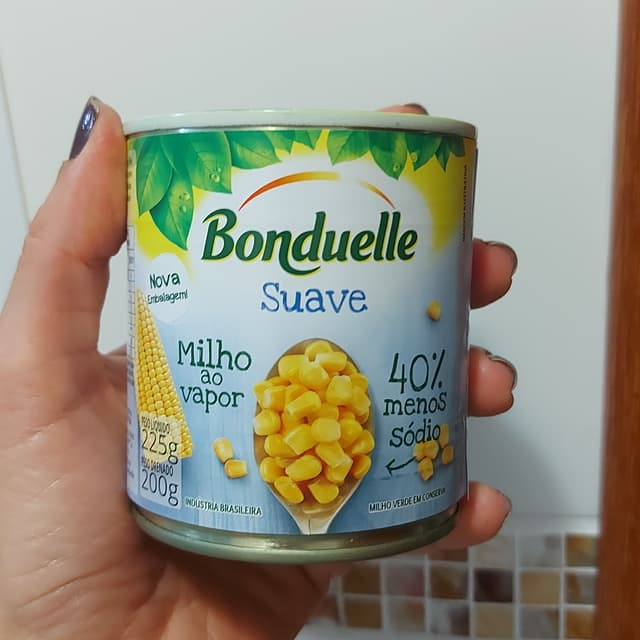 Bonduelle
Suave
Nova
Embalagem!
Milho
ao
vapor
40%
menos
sódio
PESO LÍQUIDO
225g
PESO DRENADO
200g
INDÚSTRIA BRASILEIRA
MILHO VERDE EM CONSERVA